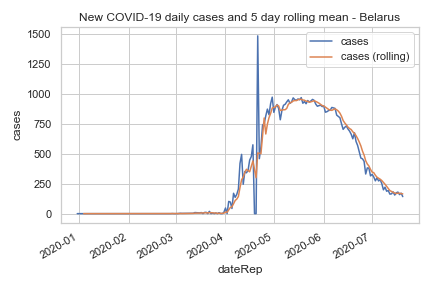 New COVID-19 daily cases and 5 day rolling mean - Belarus
cases
cases (rolling)
1500
1250
1000
750
500
250
0
cases
2020-01
2020-02
2020-03
2020-04
2020-05
2020-06
2020-07
dateRep